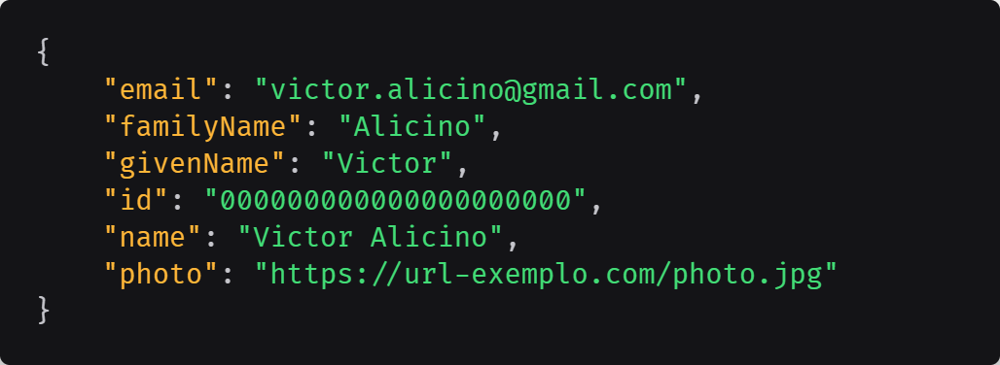 {
    "email": "victor.alicino@gmail.com",
    "familyName": "Alicino",
    "givenName": "Victor",
    "id": "000000000000000000000",
    "name": "Victor Alicino",
    "photo": "https://url-exemplo.com/photo.jpg"
}